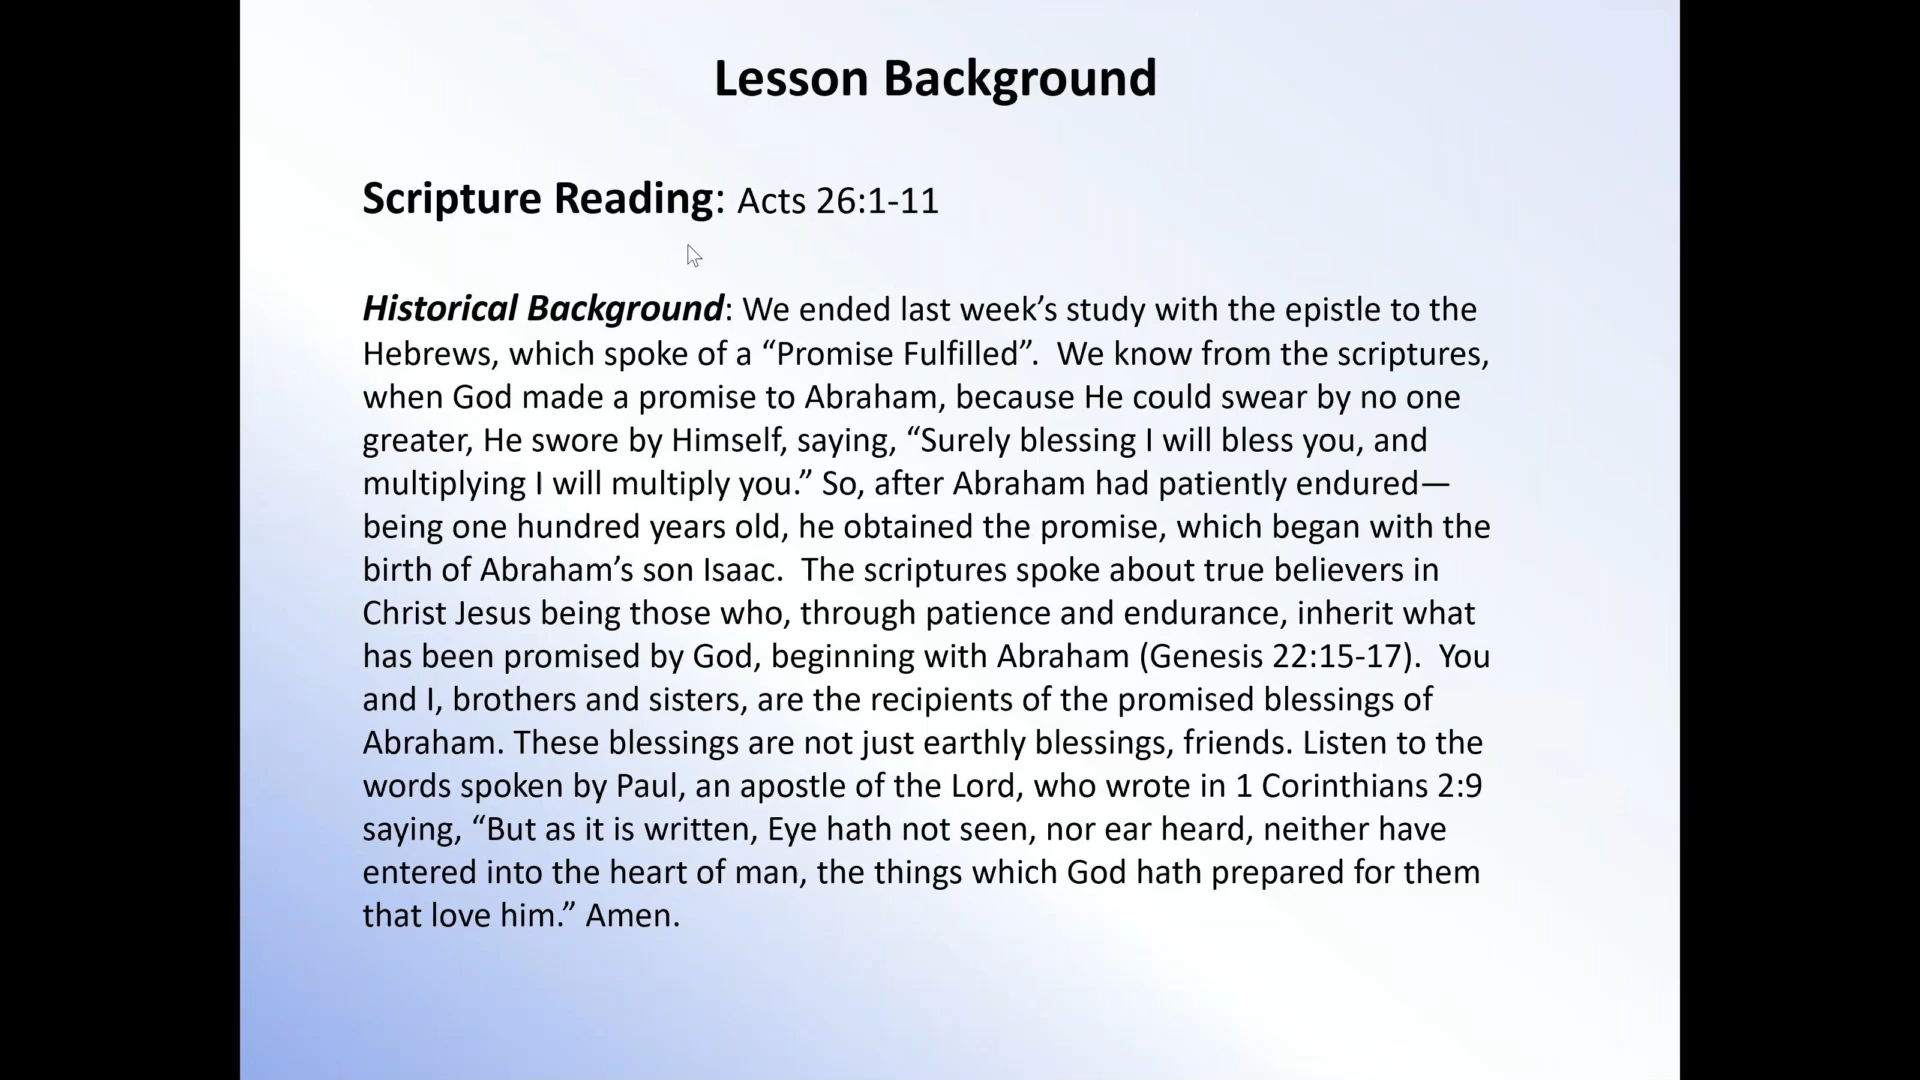 Lesson Background
Scripture Reading: Acts 26:1-11
Historical Background: We ended last week’s study with the epistle to the
Hebrews, which spoke of a “Promise Fulfilled”.  We know from the scriptures,
when God made a promise to Abraham, because He could swear by no one
greater, He swore by Himself, saying, “Surely blessing I will bless you, and
multiplying I will multiply you.” So, after Abraham had patiently endured—
being one hundred years old, he obtained the promise, which began with the
birth of Abraham’s son Isaac.  The scriptures spoke about true believers in
Christ Jesus being those who, through patience and endurance, inherit what
has been promised by God, beginning with Abraham (Genesis 22:15-17).  You
and I, brothers and sisters, are the recipients of the promised blessings of
Abraham. These blessings are not just earthly blessings, friends. Listen to the
words spoken by Paul, an apostle of the Lord, who wrote in 1 Corinthians 2:9
saying, “But as it is written, Eye hath not seen, nor ear heard, neither have
entered into the heart of man, the things which God hath prepared for them
that love him.” Amen.